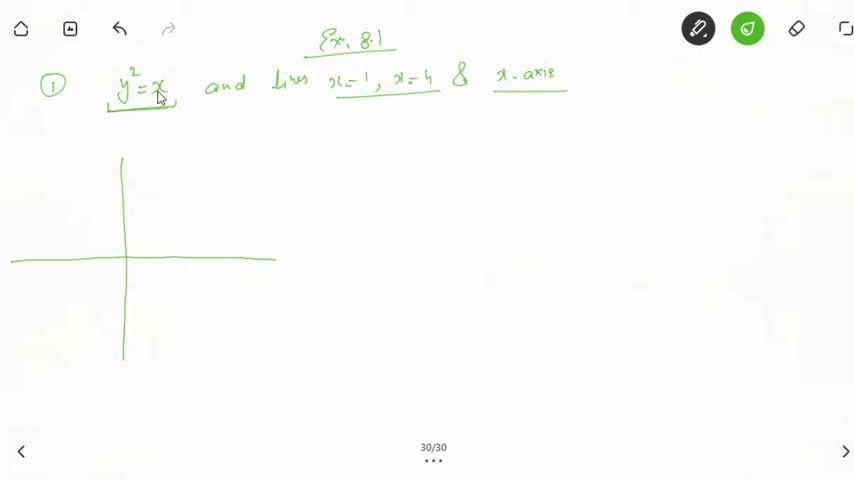 Ex. 8.1
① y² = x and lines x=1, x=4 & x-axis
30/30